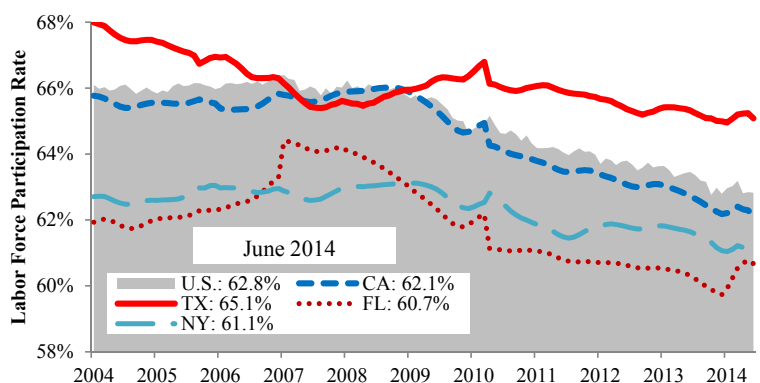 68%
66%
64%
62%
60%
58%
Labor Force Participation Rate
June 2014
U.S.: 62.8% CA: 62.1%
TX: 65.1% FL: 60.7%
NY: 61.1%
2004 2005 2006 2007 2008 2009 2010 2011 2012 2013 2014